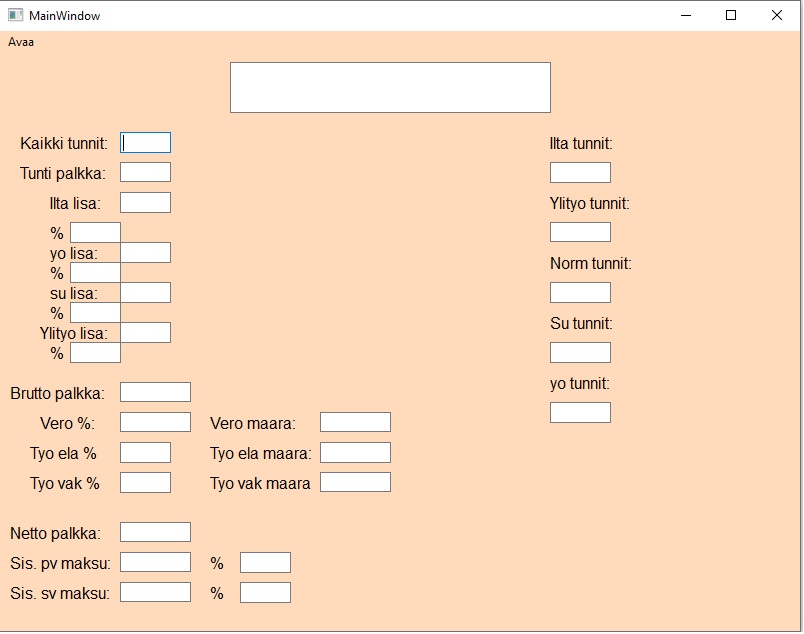 MainWindow
Avaa
Kaikki tunnit:
Ilta tunnit:
Tunti palkka:
Ilta lisa:
Ylityo tunnit:
%
yo lisa:
%
Norm tunnit:
su lisa:
%
Su tunnit:
Ylityo lisa:
%
yo tunnit:
Brutto palkka:
Vero %: Vero maara:
Tyo ela % Tyo ela maara:
Tyo vak % Tyo vak maara
Netto palkka:
Sis. pv maksu: %
Sis. sv maksu: %